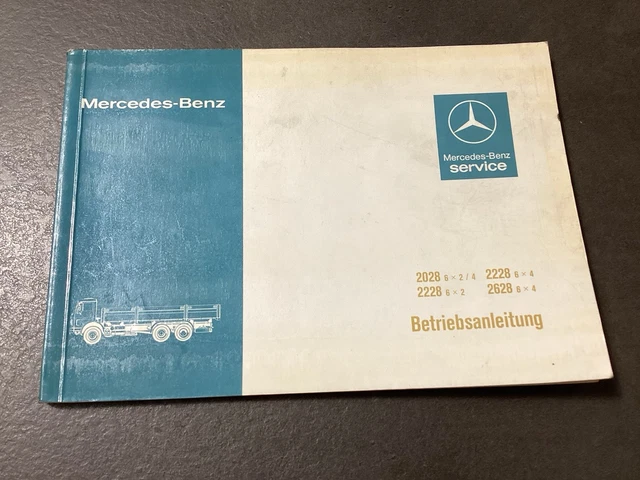 Mercedes-Benz
Mercedes-Benz
service
2028 6×2/4 2228 6×4
2228 6×2 2628 6×4
Betriebsanleitung